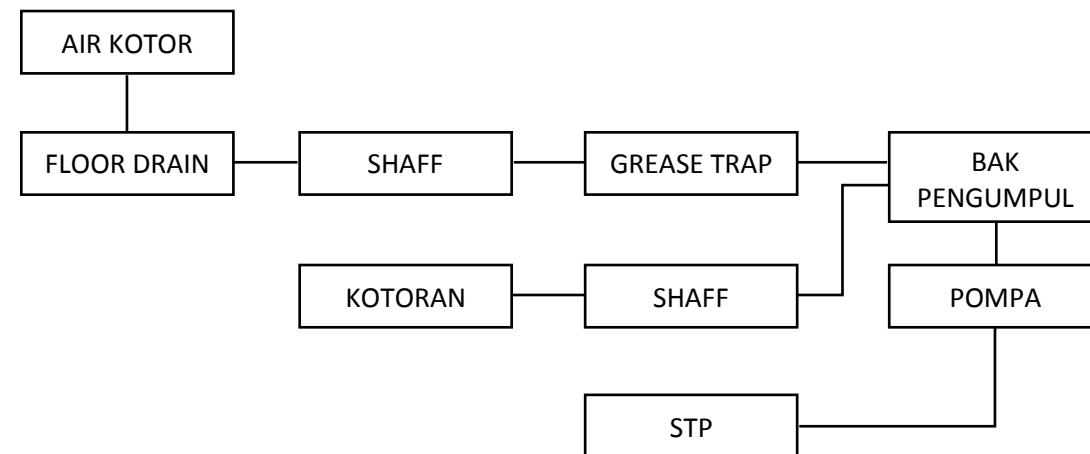 AIR KOTOR
FLOOR DRAIN
SHAFF
GREASE TRAP
BAK
PENGUMPUL
KOTORAN
SHAFF
POMPA
STP